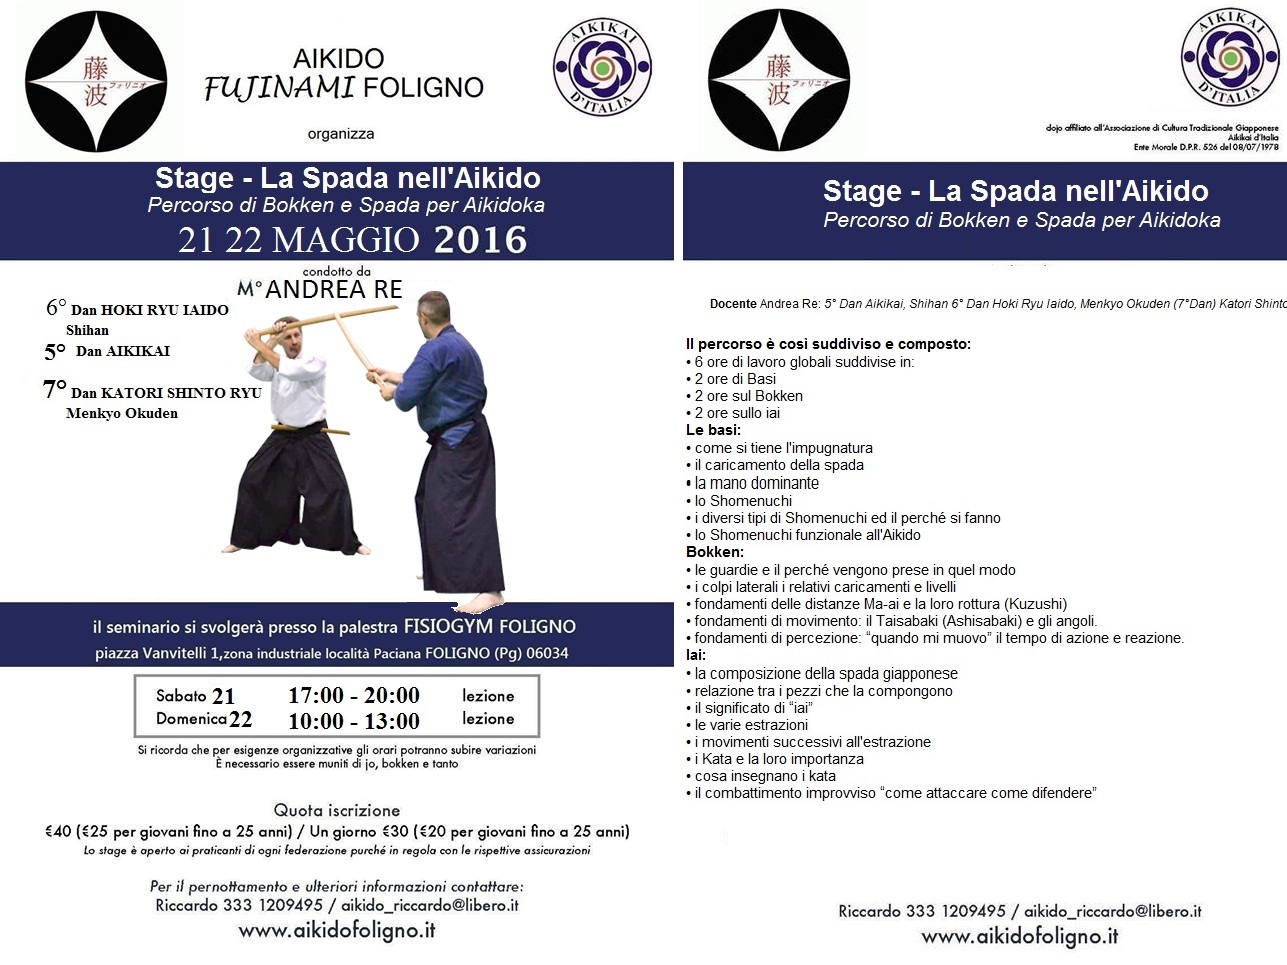 藤波
フォリニオ
AIKIDO
FUJINAMI FOLIGNO
organizza
AIKIKAI
D'ITALIA
Stage - La Spada nell'Aikido
Percorso di Bokken e Spada per Aikidoka
21 22 MAGGIO 2016
condotto da
M° ANDREA RE
6° Dan HOKI RYU IAIDO
Shihan
5° Dan AIKIKAI
7° Dan KATORI SHINTO RYU
Menkyo Okuden
il seminario si svolgerà presso la palestra FISIOGYM FOLIGNO
piazza Vanvitelli 1,zona industriale località Paciana FOLIGNO (Pg) 06034
Sabato 21 17:00 - 20:00 lezione
Domenica 22 10:00 - 13:00 lezione
Si ricorda che per esigenze organizzative gli orari potranno subire variazioni
È necessario essere muniti di jo, bokken e tanto
Quota iscrizione
€40 (€25 per giovani fino a 25 anni) / Un giorno €30 (€20 per giovani fino a 25 anni)
Lo stage è aperto ai praticanti di ogni federazione purché in regola con le rispettive assicurazioni
Per il pernottamento e ulteriori informazioni contattare:
Riccardo 333 1209495 / aikido_riccardo@libero.it
www.aikidofoligno.it
藤波
フォリニオ
AIKIKAI
D'ITALIA
dojo affiliato all'Associazione di Cultura Tradizionale Giapponese
Aikikai d'Italia
Ente Morale D.P.R. 526 del 08/07/1978
Stage - La Spada nell'Aikido
Percorso di Bokken e Spada per Aikidoka
Docente Andrea Re: 5° Dan Aikikai, Shihan 6° Dan Hoki Ryu Iaido, Menkyo Okuden (7°Dan) Katori Shinto
Il percorso è così suddiviso e composto:
• 6 ore di lavoro globali suddivise in:
• 2 ore di Basi
• 2 ore sul Bokken
• 2 ore sullo iai
Le basi:
• come si tiene l'impugnatura
• il caricamento della spada
• la mano dominante
• lo Shomenuchi
• i diversi tipi di Shomenuchi ed il perché si fanno
• lo Shomenuchi funzionale all'Aikido
Bokken:
• le guardie e il perché vengono prese in quel modo
• i colpi laterali i relativi caricamenti e livelli
• fondamenti delle distanze Ma-ai e la loro rottura (Kuzushi)
• fondamenti di movimento: il Taisabaki (Ashisabaki) e gli angoli.
• fondamenti di percezione: “quando mi muovo” il tempo di azione e reazione.
Iai:
• la composizione della spada giapponese
• relazione tra i pezzi che la compongono
• il significato di “iai”
• le varie estrazioni
• i movimenti successivi all'estrazione
• i Kata e la loro importanza
• cosa insegnano i kata
• il combattimento improvviso “come attaccare come difendere”
Riccardo 333 1209495 / aikido_riccardo@libero.it
www.aikidofoligno.it